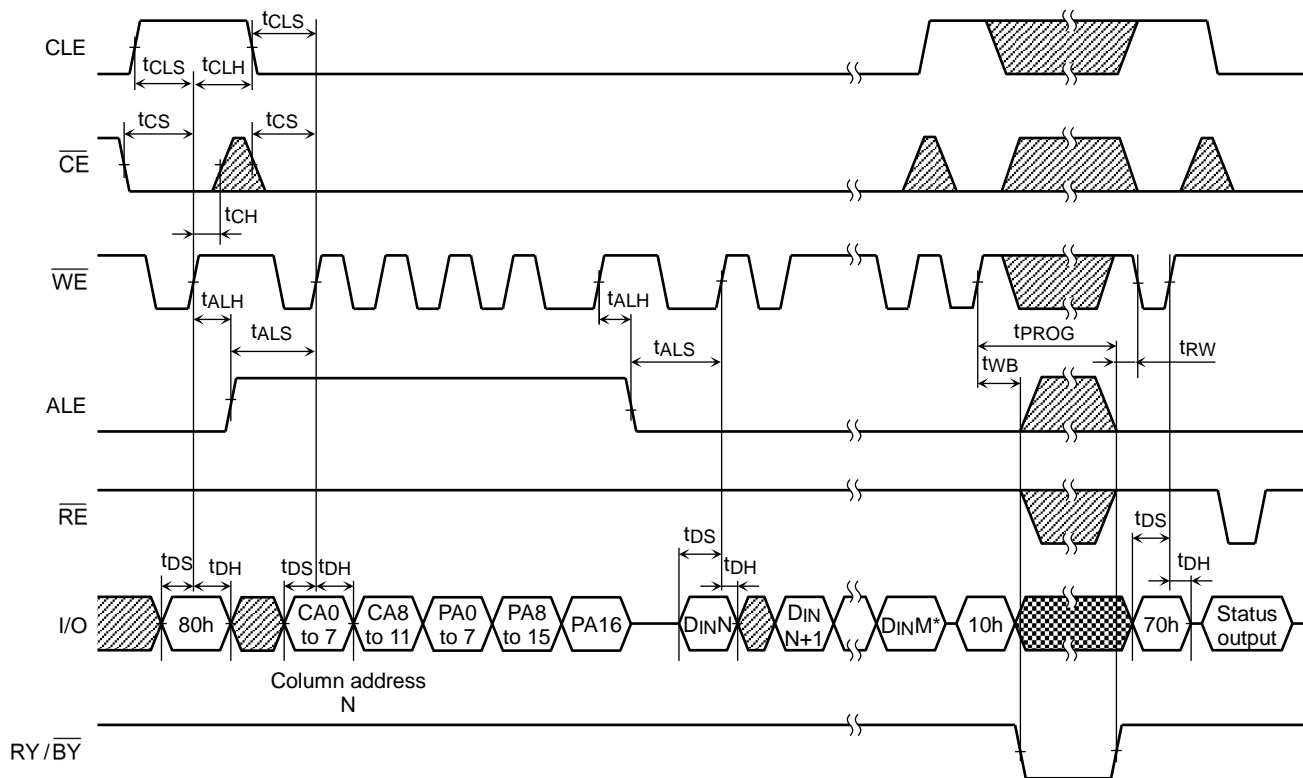 CLE
tCLS
tCLS
tCLH
CE
tCS
tCS
tCH
WE
tALH
tALS
tALH
tALS
tPROG
tWB
tRW
ALE
RE
tDS
tDH
tDS
tDH
tDS
tDH
tDS
tDH
I/O
80h
CA0 to 7
CA8 to 11
PA0 to 7
PA8 to 15
PA16
DINN
DIN N+1
DINM*
10h
70h
Status output
Column address
N
RY/BY